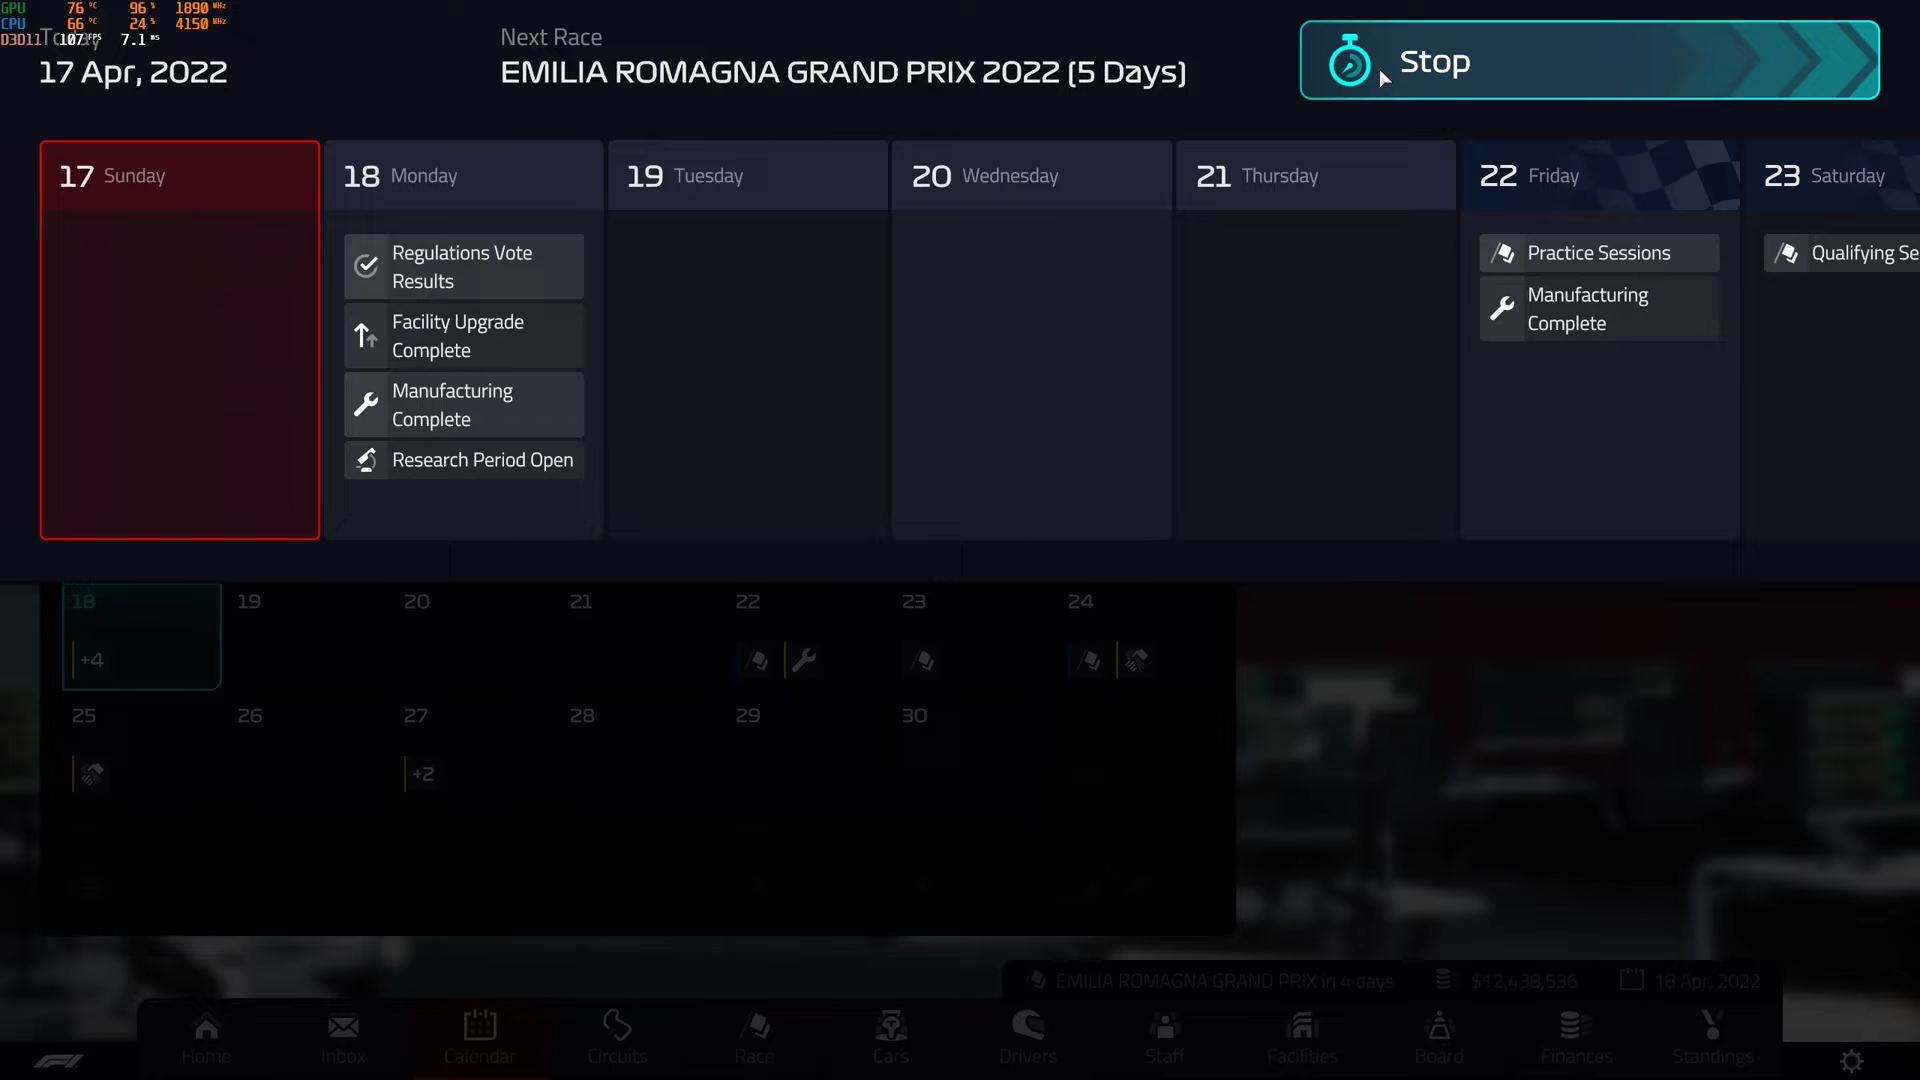 GPU 76 °C 96 % 1890 MHz
CPU 66 °C 24 % 4150 MHz
D3D11 107 FPS 7.1 ms
Today
17 Apr, 2022
Next Race
EMILIA ROMAGNA GRAND PRIX 2022 (5 Days)
Stop
17 Sunday
18 Monday
19 Tuesday
20 Wednesday
21 Thursday
22 Friday
23 Saturday
Regulations Vote
Results
Facility Upgrade
Complete
Manufacturing
Complete
Research Period Open
Practice Sessions
Manufacturing
Complete
Qualifying Se
18 19 20 21 22 23 24
+4
25 26 27 28 29 30
+2
EMILIA ROMAGNA GRAND PRIX in 4 days $12,438,536 18 Apr, 2022
Home Inbox Calendar Circuits Race Cars Drivers Staff Facilities Board Finances Standings